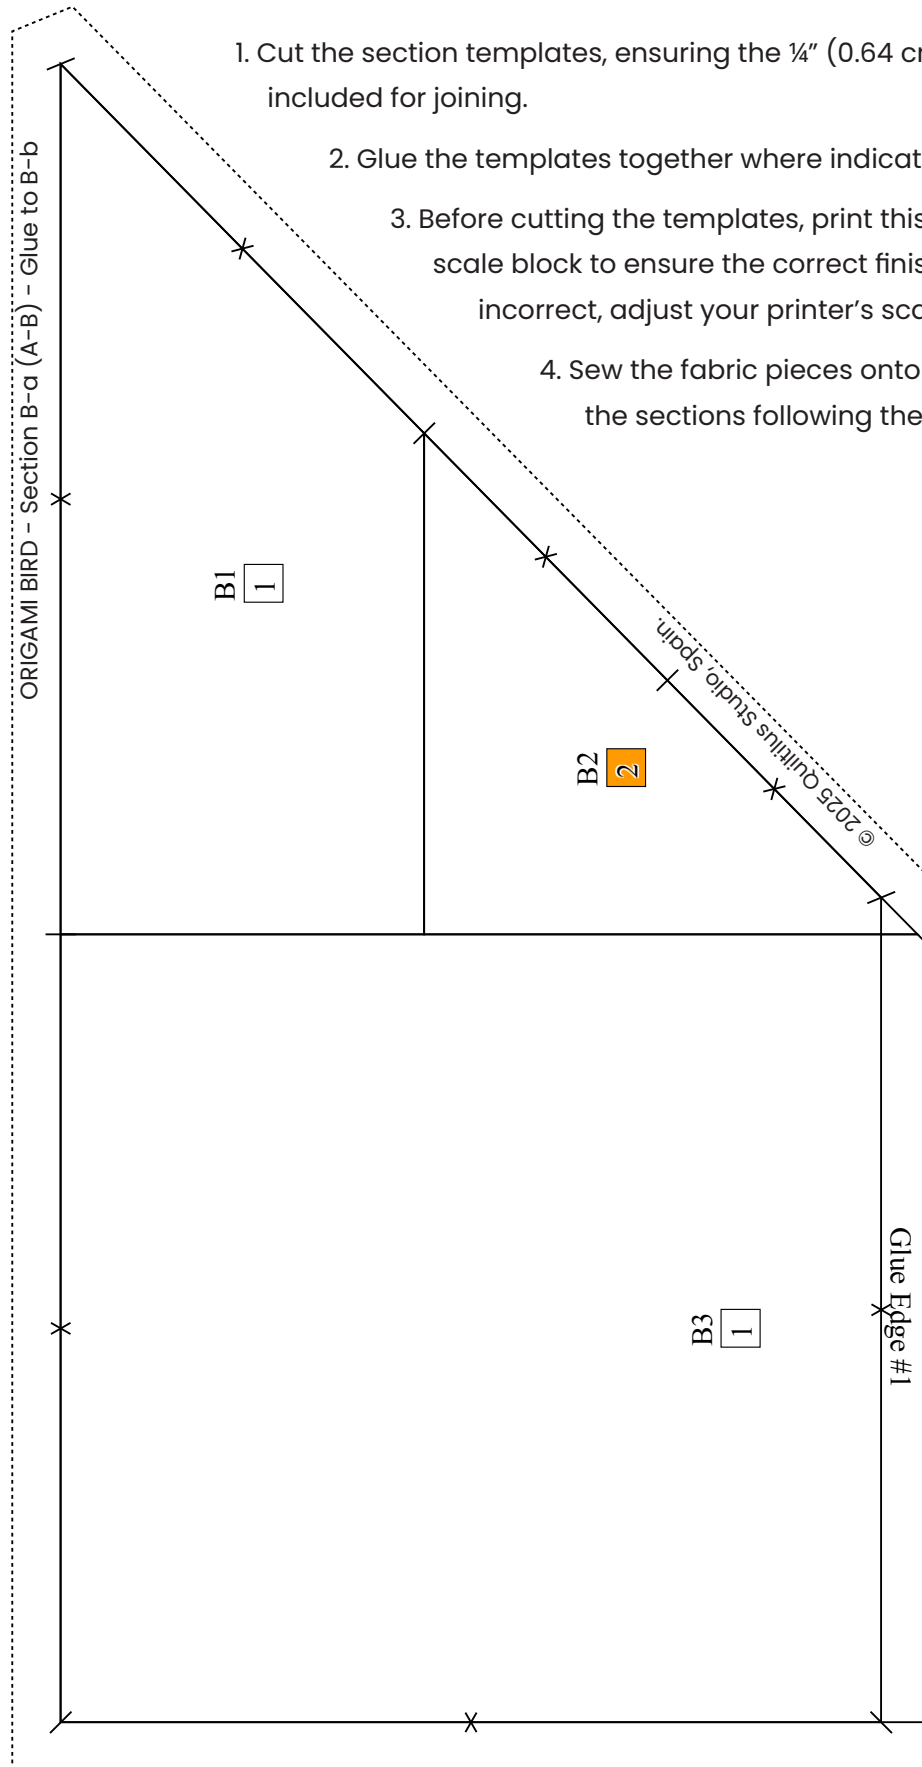 1. Cut the section templates, ensuring the ¼” (0.64 cm
included for joining.
2. Glue the templates together where indicat
3. Before cutting the templates, print this
scale block to ensure the correct finis
incorrect, adjust your printer’s sca
4. Sew the fabric pieces onto
the sections following the
ORIGAMI BIRD - Section B-a (A-B) - Glue to B-b
B1
1
© 2025 Quiltilus Studio, Spain.
B2
2
Glue Edge #1
B3
1